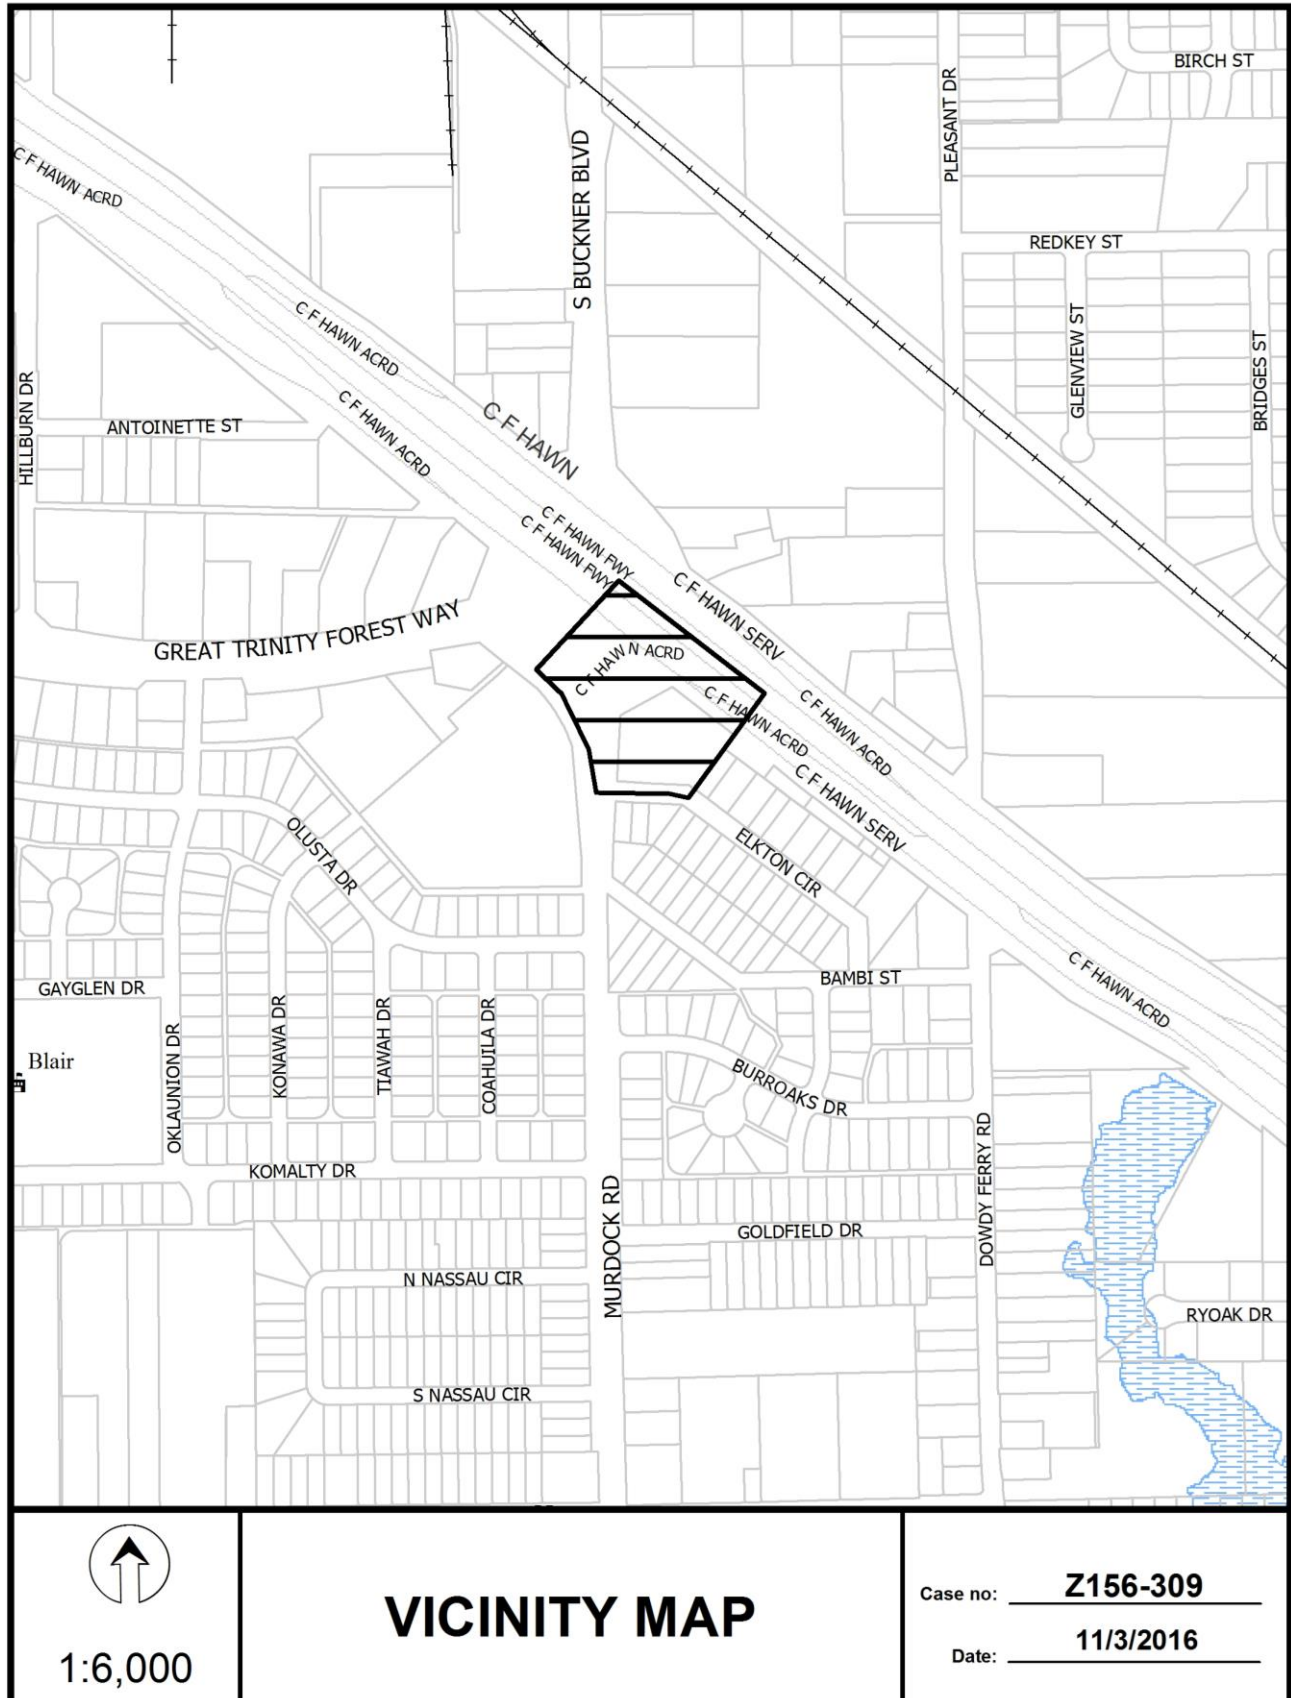 BIRCH ST
PLEASANT DR
C F HAWN ACRD
S BUCKNER BLVD
REDKEY ST
GLENVIEW ST
BRIDGES ST
C F HAWN ACRD
C F HAWN ACRD
HILLBURN DR
ANTOINETTE ST
C F HAWN
C F HAWN FWY
C F HAWN FWY
C F HAWN SERV
GREAT TRINITY FOREST WAY
C F HAWN ACRD
C F HAWN ACRD
C F HAWN ACRD
C F HAWN SERV
OLUSTA DR
ELKTON CIR
GAYGLEN DR
BAMBI ST
C F HAWN ACRD
Blair
OKLAUNION DR
KONAWA DR
TIAWAH DR
COAHUILA DR
BURROAKS DR
KOMALTY DR
MURDOCK RD
DOWDY FERRY RD
GOLDFIELD DR
N NASSAU CIR
RYOAK DR
S NASSAU CIR
1:6,000
VICINITY MAP
Case no: Z156-309
Date: 11/3/2016